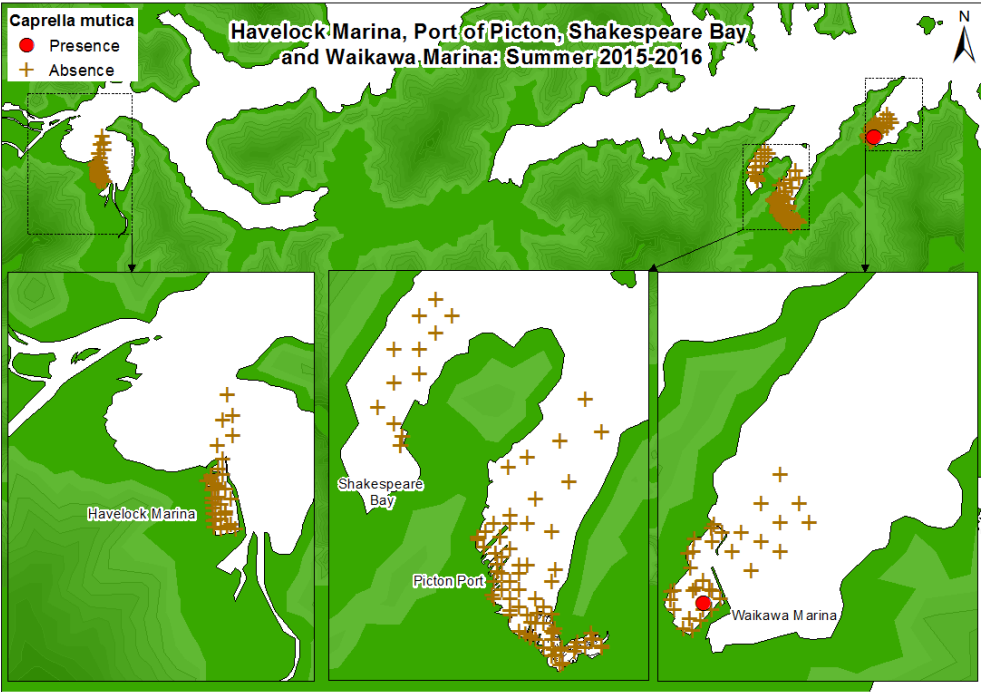 Caprella mutica
Presence
Absence
Havelock Marina, Port of Picton, Shakespeare Bay
and Waikawa Marina: Summer 2015-2016
N
Havelock Marina
Shakespeare
Bay
Picton Port
Waikawa Marina